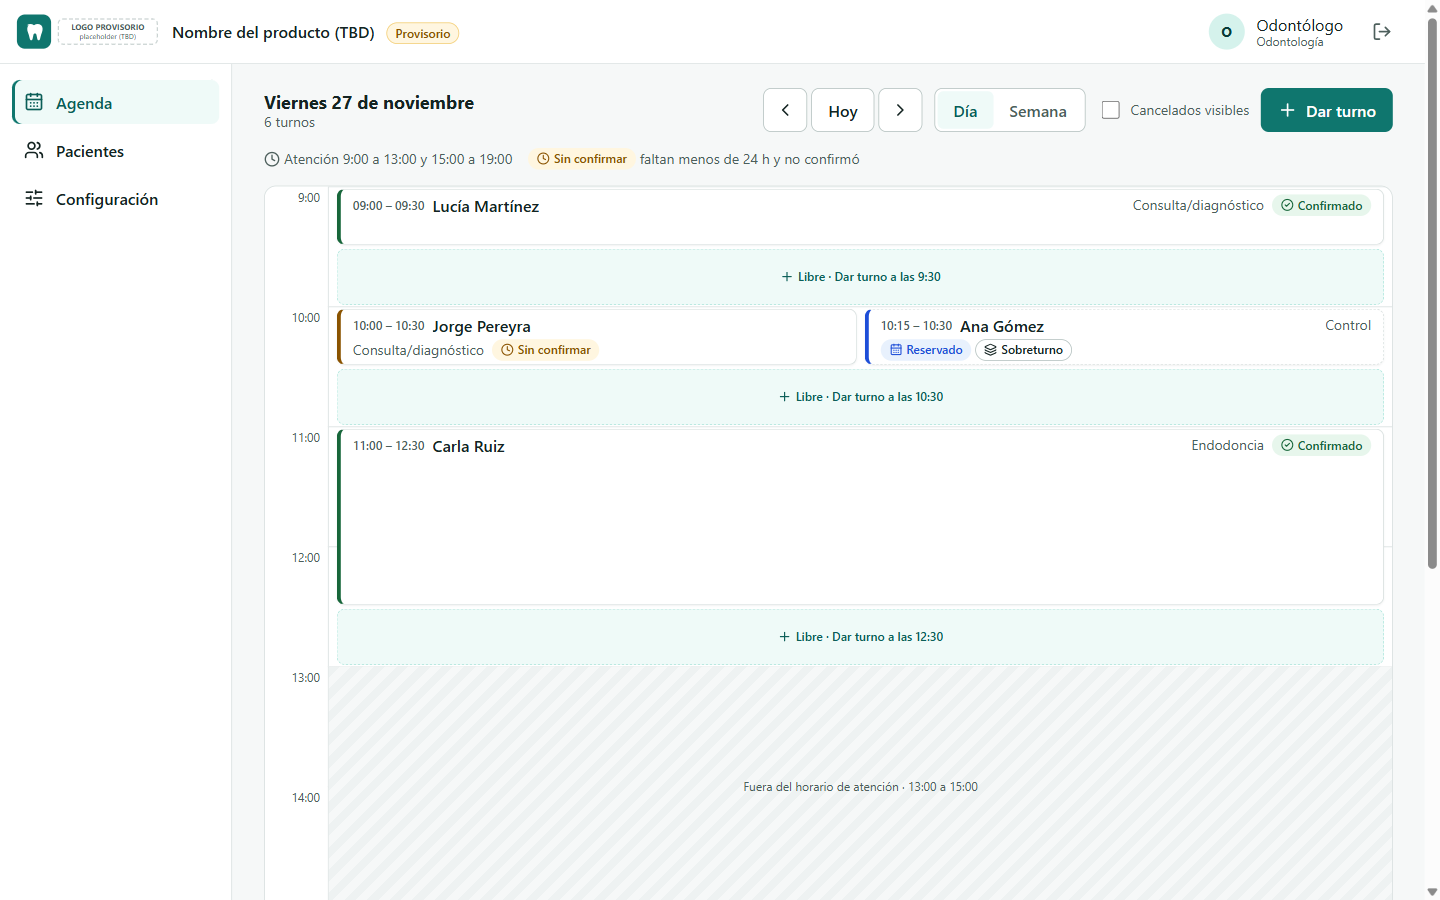 LOGO PROVISORIO
placeholder (TBD)
Nombre del producto (TBD)
Provisorio
O
Odontólogo
Odontología
Agenda
Pacientes
Configuración
Viernes 27 de noviembre
6 turnos
Hoy
Día
Semana
Cancelados visibles
Dar turno
Atención 9:00 a 13:00 y 15:00 a 19:00
Sin confirmar
faltan menos de 24 h y no confirmó
9:00
09:00 – 09:30 Lucía Martínez
Consulta/diagnóstico
Confirmado
+ Libre · Dar turno a las 9:30
10:00
10:00 – 10:30 Jorge Pereyra
Consulta/diagnóstico
Sin confirmar
10:15 – 10:30 Ana Gómez
Control
Reservado
Sobreturno
+ Libre · Dar turno a las 10:30
11:00
11:00 – 12:30 Carla Ruiz
Endodoncia
Confirmado
12:00
+ Libre · Dar turno a las 12:30
13:00
Fuera del horario de atención · 13:00 a 15:00
14:00